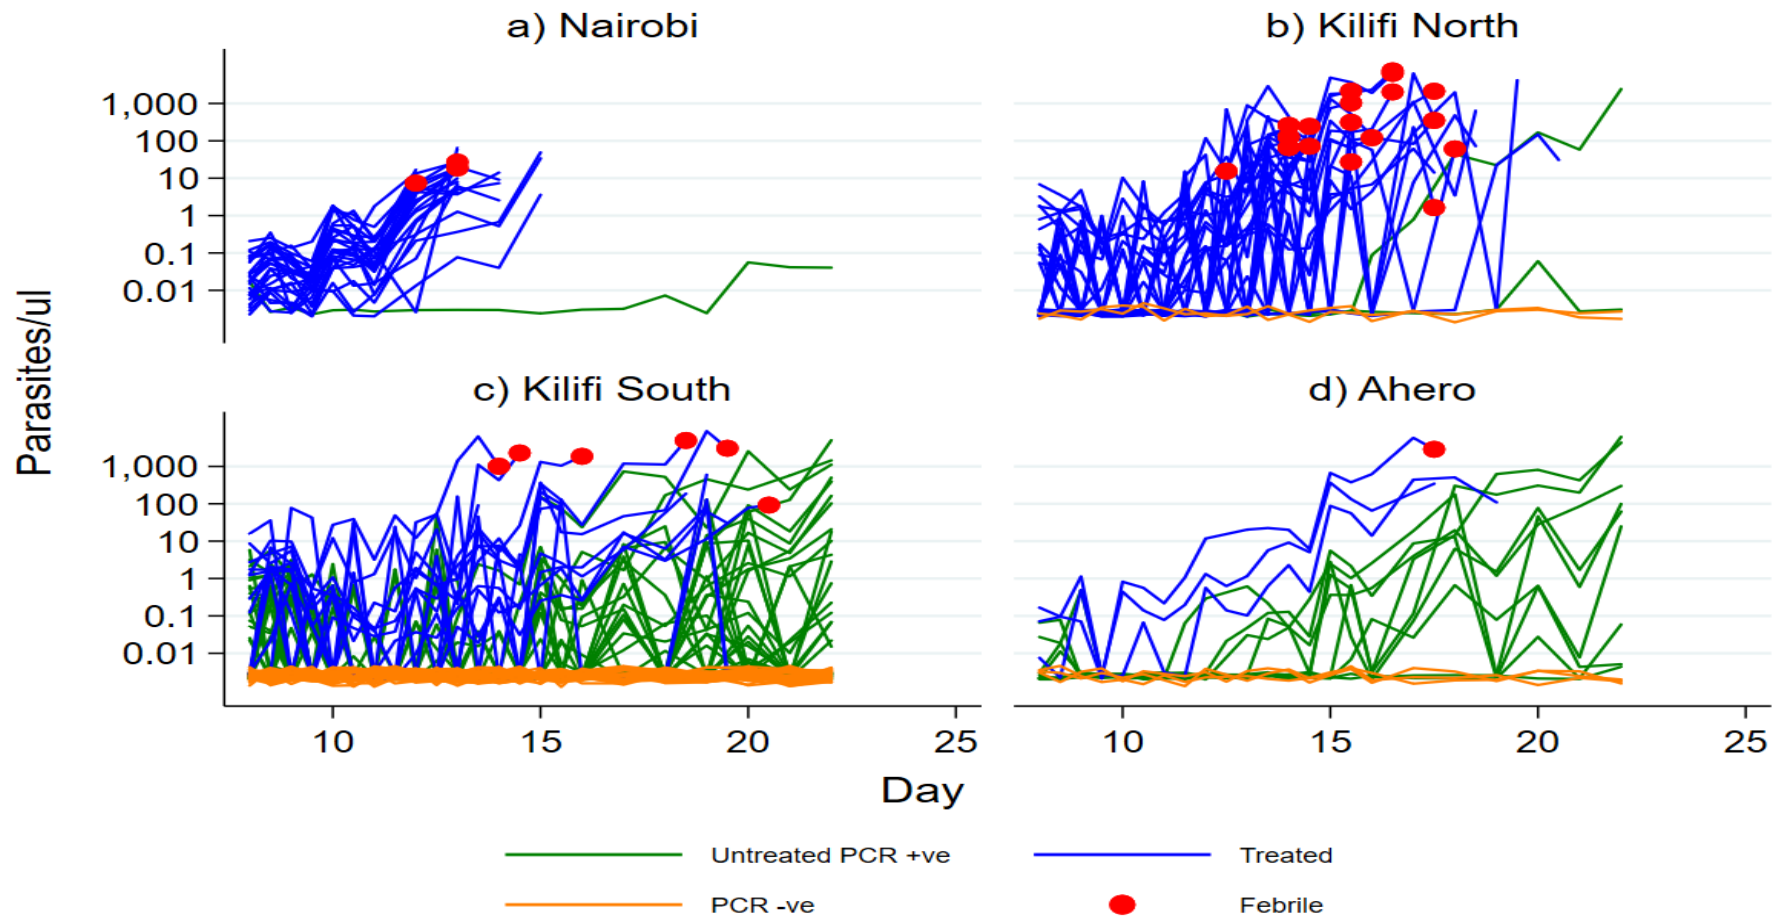 a) Nairobi
b) Kilifi North
1,000
100
10
1
0.1
0.01
Parasites/ul
c) Kilifi South
d) Ahero
1,000
100
10
1
0.1
0.01
10 15 20 25
10 15 20 25
Day
Untreated PCR +ve
Treated
PCR -ve
Febrile